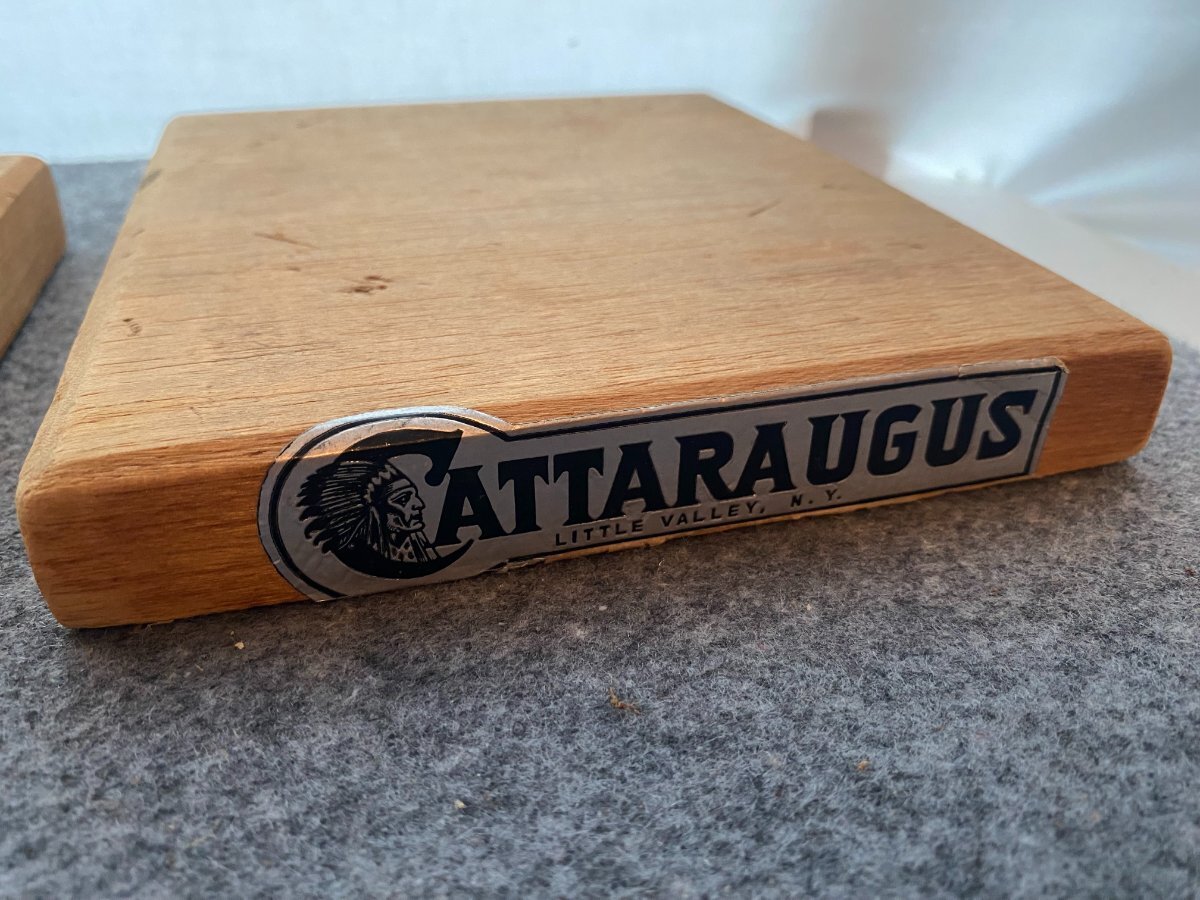 CATTARAUGUS
LITTLE VALLEY, N. Y.